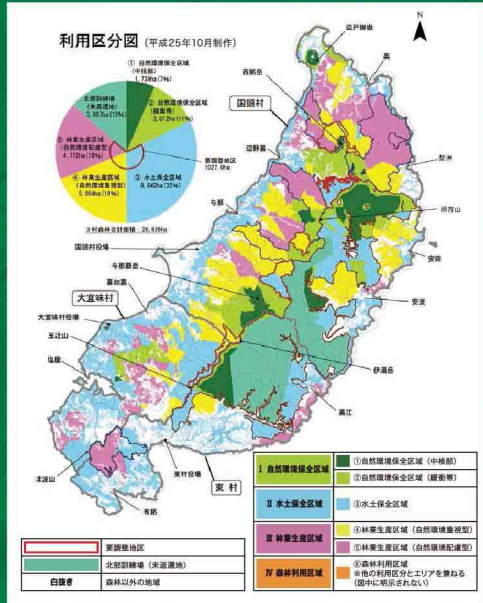 利用区分図 (平成25年10月制作)
N
① 自然環境保全区域
(中核部)
1,739ha(7%)
② 自然環境保全区域
(緩衝帯)
3,012ha(11%)
③ 水土保全区域
8,642ha(32%)
④ 林業生産区域
(自然環境重視型)
5,064ha(19%)
⑤ 林業生産区域
(自然環境配慮型)
4,772ha(18%)
北部訓練場
(未返還地)
3,697ha(13%)
要調整地区
1027.0ha
3村森林合計面積:26,926ha
辺戸御嶽
奥
西銘岳
国頭村
辺野喜
楚洲
与那
照首山
国頭村役場
安田
与那覇岳
喜如嘉
安波
大宜味村
大宜味村役場
玉辻山
塩屋
伊湯岳
高江
津波山
東村役場
東村
有銘
要調整地区
北部訓練場(未返還地)
白抜き 森林以外の地域
Ⅰ 自然環境保全区域
①自然環境保全区域(中核部)
②自然環境保全区域(緩衝帯)
Ⅱ 水土保全区域
③水土保全区域
Ⅲ 林業生産区域
④林業生産区域(自然環境重視型)
⑤林業生産区域(自然環境配慮型)
Ⅳ 森林利用区域
⑥森林利用区域
※他の利用区分とエリアを兼ねる
(図中に明示されない)